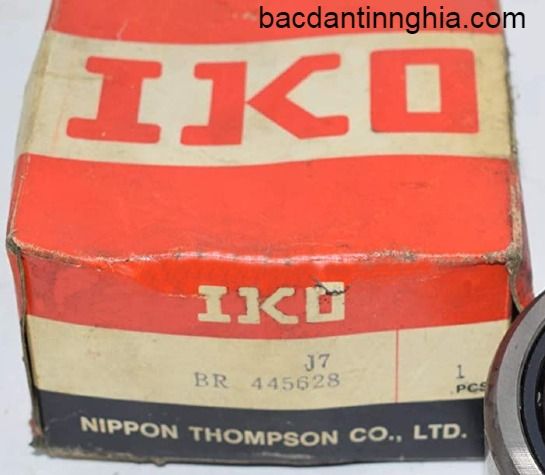 bacdantinnghia.com
IKO
IKO
J7
BR 445628
1
PCS
NIPPON THOMPSON CO., LTD.